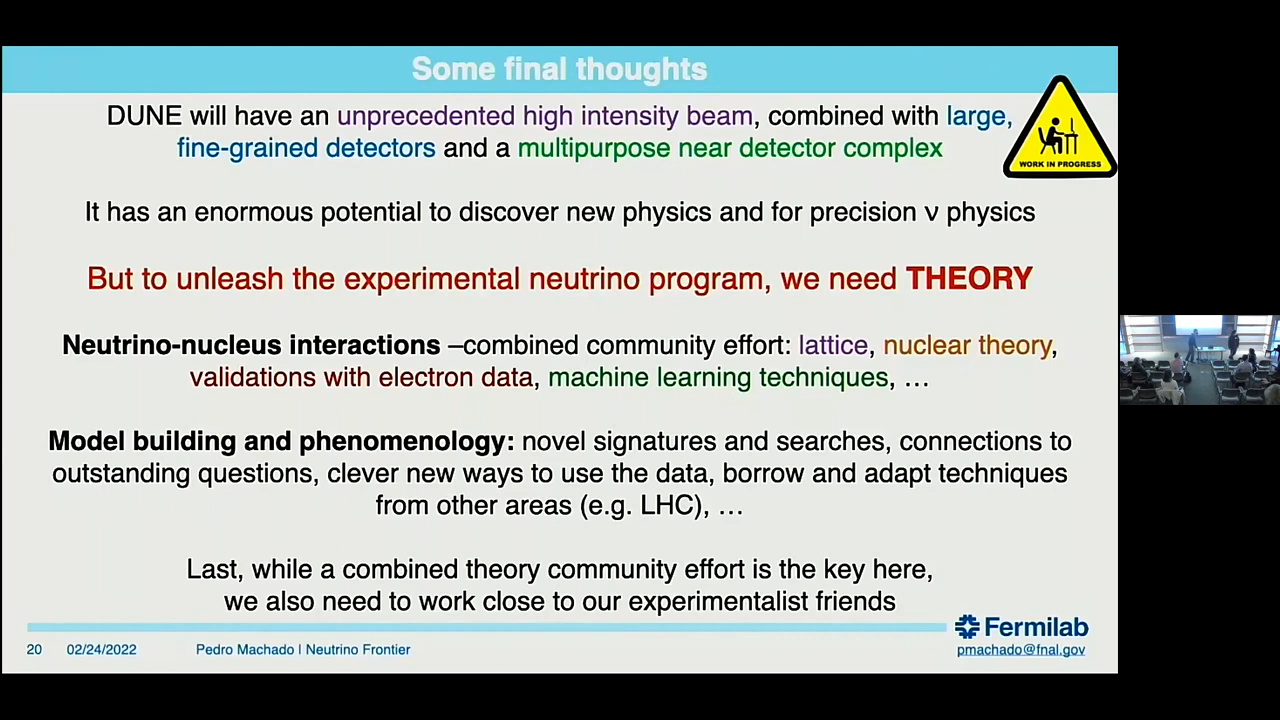 Some final thoughts
DUNE will have an unprecedented high intensity beam, combined with large,
fine-grained detectors and a multipurpose near detector complex
WORK IN PROGRESS
It has an enormous potential to discover new physics and for precision ν physics
But to unleash the experimental neutrino program, we need THEORY
Neutrino-nucleus interactions –combined community effort: lattice, nuclear theory,
validations with electron data, machine learning techniques, …
Model building and phenomenology: novel signatures and searches, connections to
outstanding questions, clever new ways to use the data, borrow and adapt techniques
from other areas (e.g. LHC), …
Last, while a combined theory community effort is the key here,
we also need to work close to our experimentalist friends
Fermilab
20 02/24/2022 Pedro Machado | Neutrino Frontier pmachado@fnal.gov